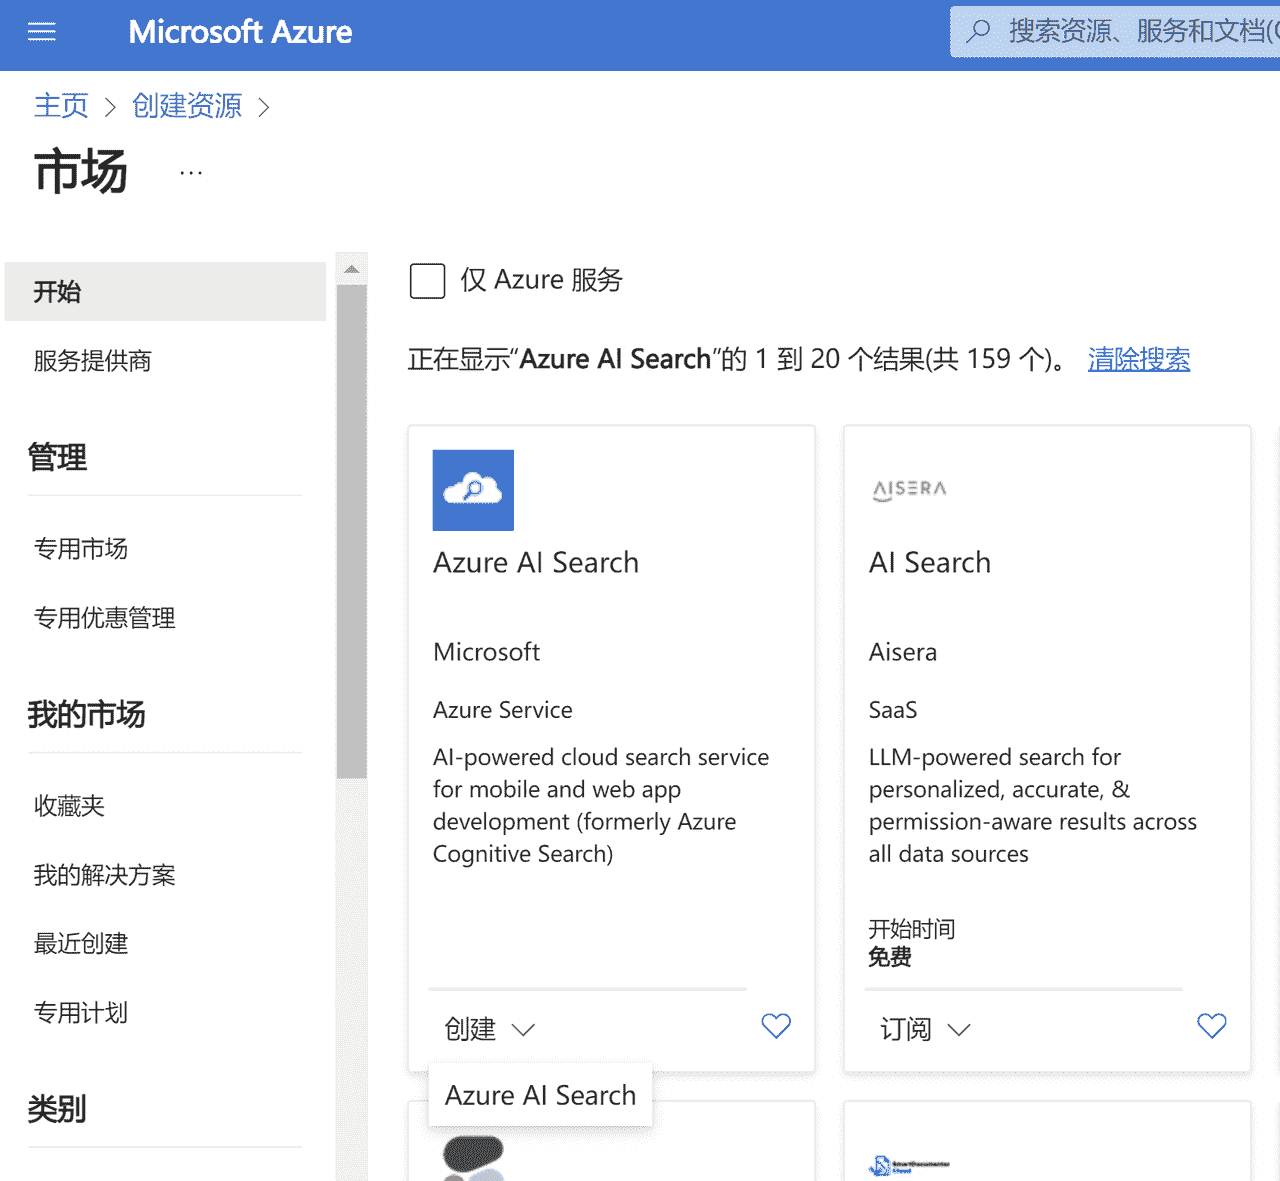 Microsoft Azure
搜索资源、服务和文档(
主页 > 创建资源 >
市场 ...
开始
服务提供商
管理
专用市场
专用优惠管理
我的市场
收藏夹
我的解决方案
最近创建
专用计划
类别
仅 Azure 服务
正在显示“Azure AI Search”的 1 到 20 个结果(共 159 个)。 清除搜索
Azure AI Search
Microsoft
Azure Service
AI-powered cloud search service
for mobile and web app
development (formerly Azure
Cognitive Search)
创建
Azure AI Search
AISERA
AI Search
Aisera
SaaS
LLM-powered search for
personalized, accurate, &
permission-aware results across
all data sources
开始时间
免费
订阅